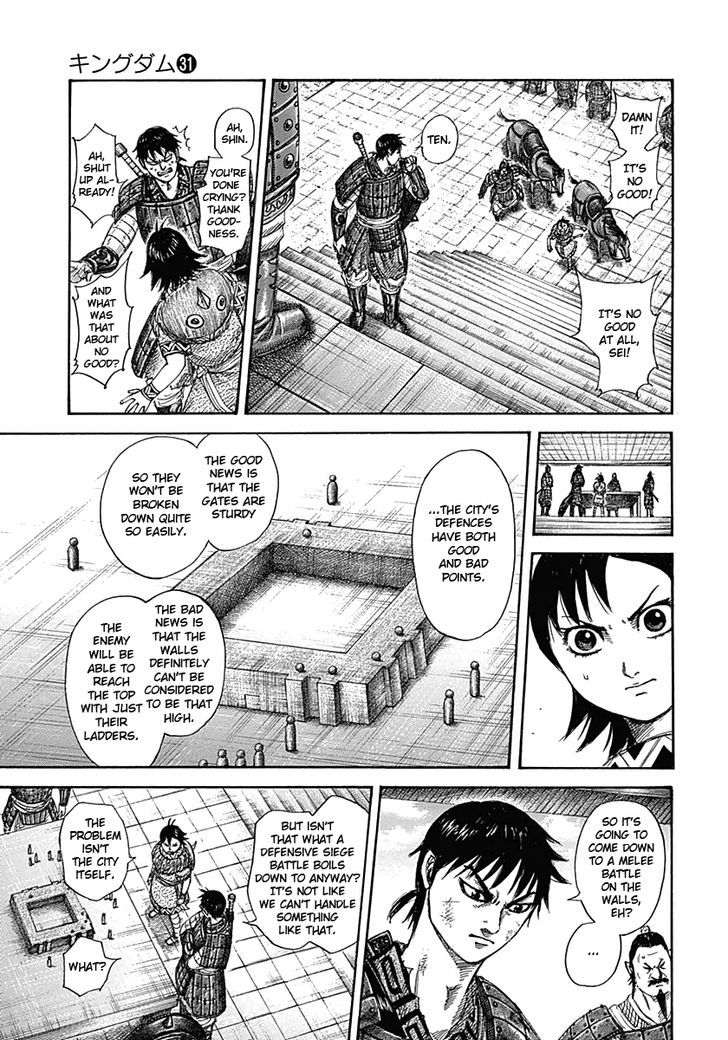 キングダム31
DAMN
IT!
IT'S
NO
GOOD!
IT'S NO
GOOD
AT ALL,
SEI!
TEN.
AH,
SHIN.
YOU'RE
DONE
CRYING?
THANK
GOOD-
NESS.
AH,
SHUT
UP AL-
READY!
AND
WHAT
WAS
THAT
ABOUT
NO
GOOD?
...THE CITY'S
DEFENCES
HAVE BOTH
GOOD
AND BAD
POINTS.
THE GOOD
NEWS IS
THAT THE
GATES ARE
STURDY
SO THEY
WON'T BE
BROKEN
DOWN QUITE
SO EASILY.
THE BAD
NEWS IS
THAT THE
WALLS
DEFINITELY
CAN'T BE
CONSIDERED
TO BE THAT
HIGH.
THE
ENEMY
WILL BE
ABLE TO
REACH
THE TOP
WITH JUST
THEIR
LADDERS.
SO IT'S
GOING TO
COME DOWN
TO A MELEE
BATTLE
ON THE
WALLS,
EH?
...
BUT ISN'T
THAT WHAT A
DEFENSIVE SIEGE
BATTLE BOILS
DOWN TO ANYWAY?
IT'S NOT LIKE
WE CAN'T HANDLE
SOMETHING
LIKE THAT.
THE
PROBLEM
ISN'T
THE CITY
ITSELF.
WHAT?